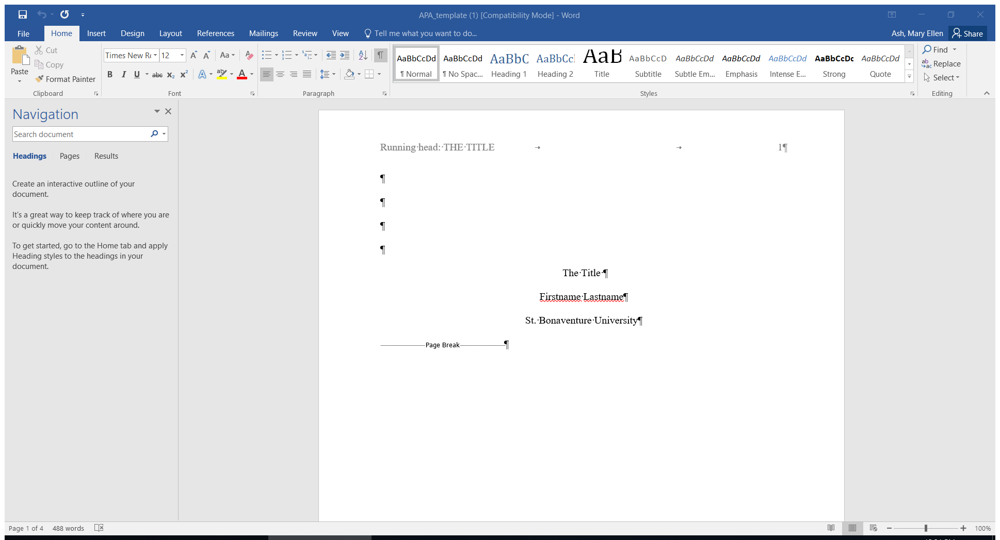 APA_template (1) [Compatibility Mode] - Word
File Home Insert Design Layout References Mailings Review View Tell me what you want to do... Ash, Mary Ellen Share
Paste
Cut
Copy
Format Painter
Clipboard
Times New Ro 12 Aa
B I U abc X₂ X² A ab A
Font
A Z ¶
Paragraph
AaBbCcDd AaBbCcDd AaBbC AaBbCc AaB AaBbCcD AaBbCcDd AaBbCcDd AaBbCcDd AaBbCcDc AaBbCcDd
¶ Normal ¶ No Spac... Heading 1 Heading 2 Title Subtitle Subtle Em... Emphasis Intense E... Strong Quote
Styles
Find
Replace
Select
Editing
Navigation
Search document
Headings Pages Results
Create an interactive outline of your
document.
It's a great way to keep track of where you are
or quickly move your content around.
To get started, go to the Home tab and apply
Heading styles to the headings in your
document.
Running·head:·THE·TITLE → → 1¶
¶
¶
¶
¶
The·Title·¶
Firstname·Lastname¶
St.·Bonaventure·University¶
Page Break¶
Page 1 of 4 488 words 100%